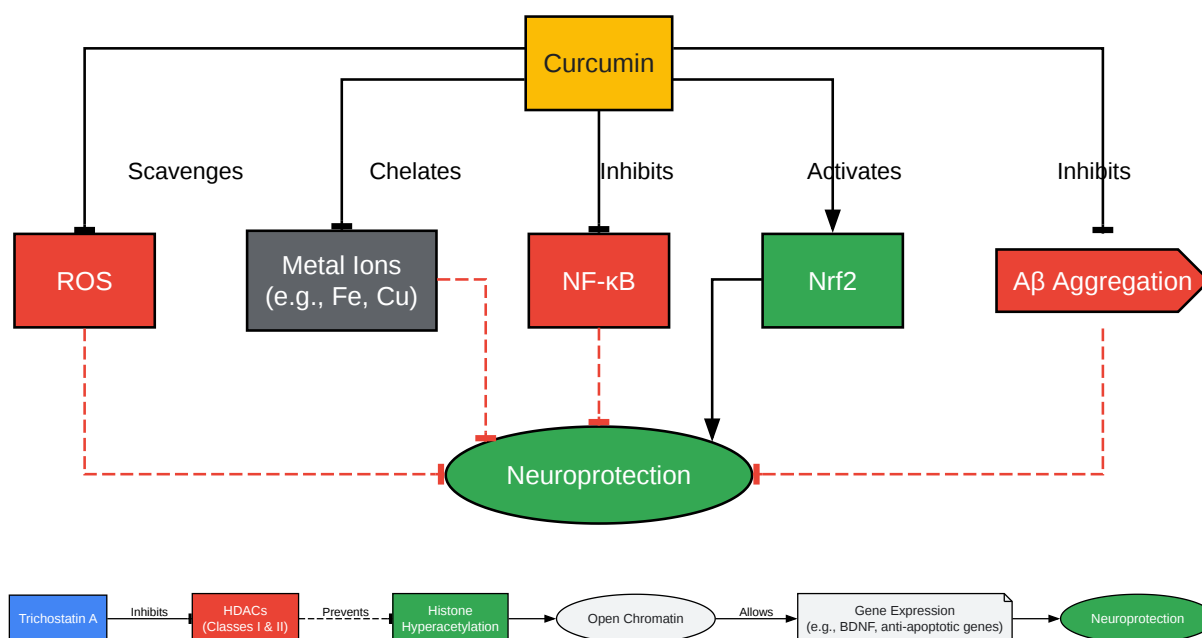 Curcumin
Scavenges
Chelates
Inhibits
Activates
Inhibits
ROS
Metal Ions
(e.g., Fe, Cu)
NF-κB
Nrf2
Aβ Aggregation
Neuroprotection
Trichostatin A
Inhibits
HDACs
(Classes I & II)
Prevents
Histone
Hyperacetylation
Open Chromatin
Allows
Gene Expression
(e.g., BDNF, anti-apoptotic genes)
Neuroprotection